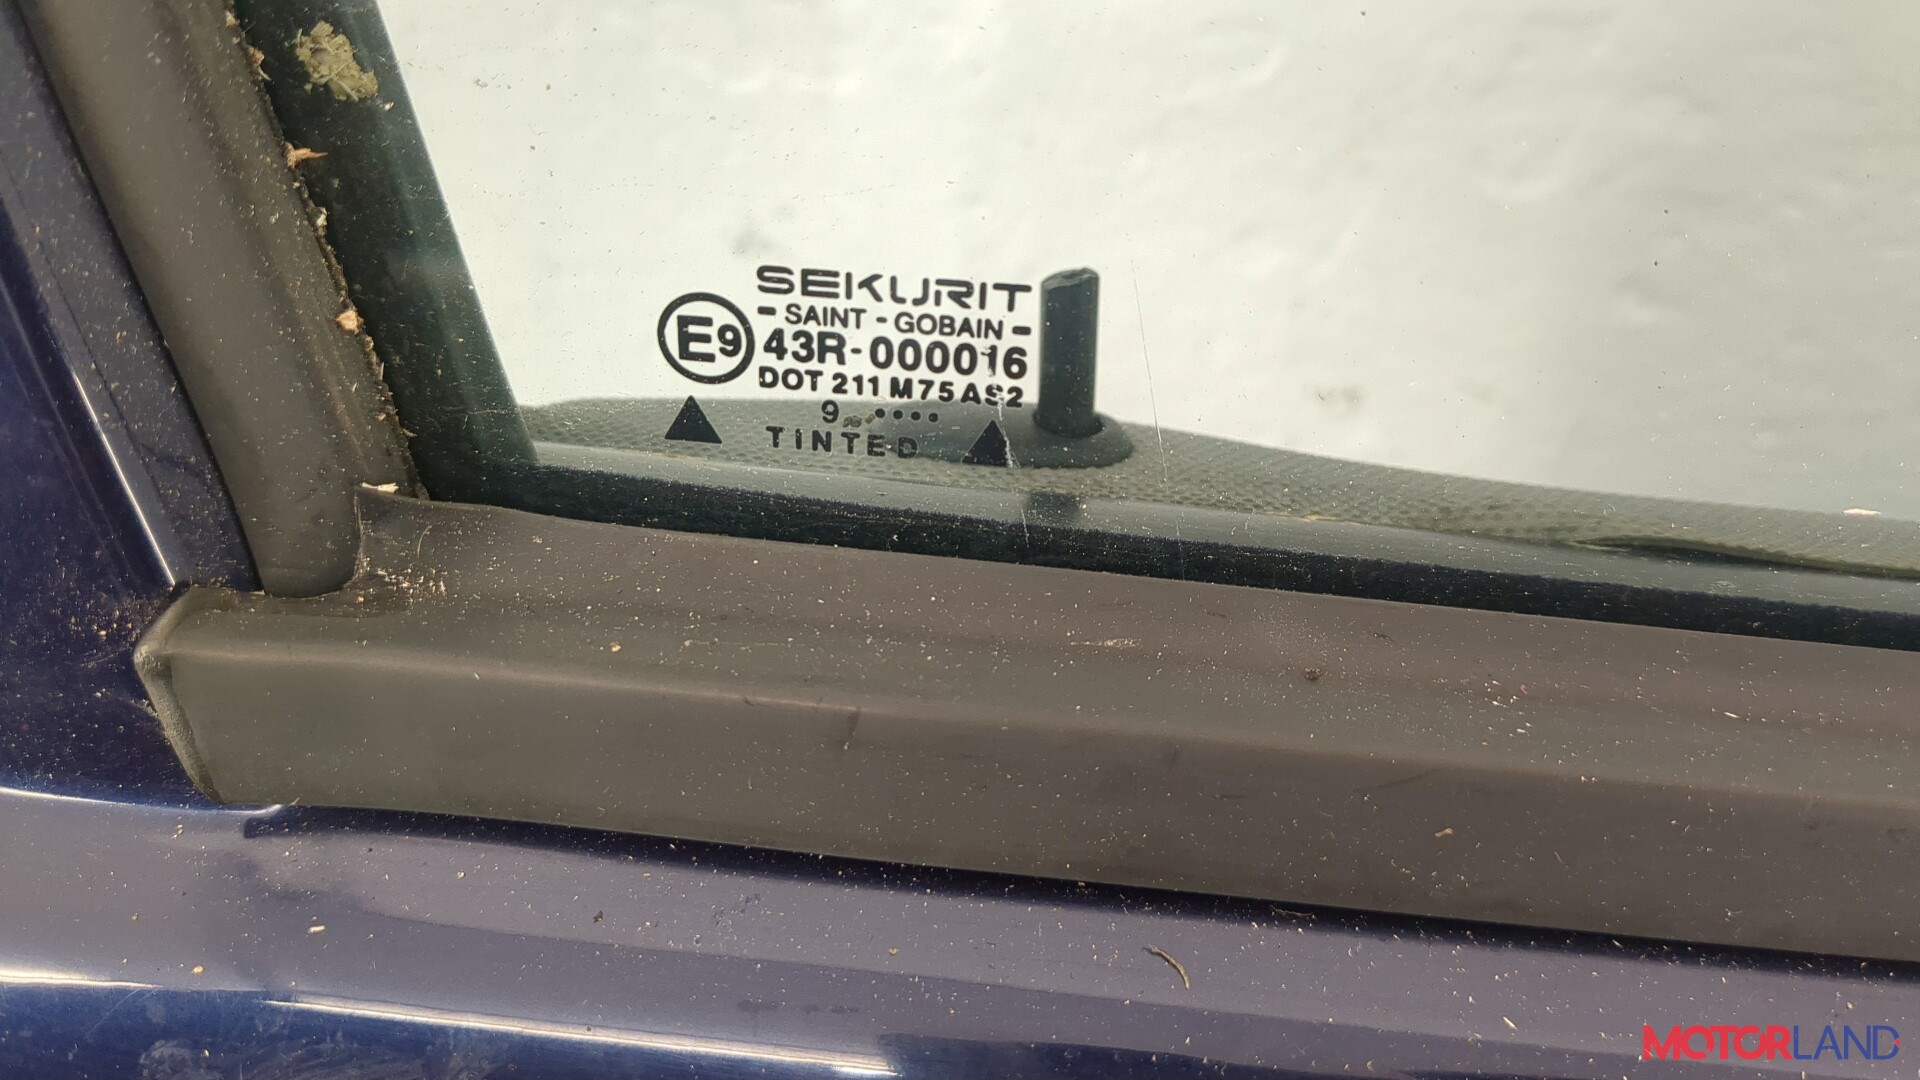 SEKURIT
- SAINT - GOBAIN -
E9 43R-000016
DOT 211 M75 AS2
9 ....
TINTED
MOTORLAND